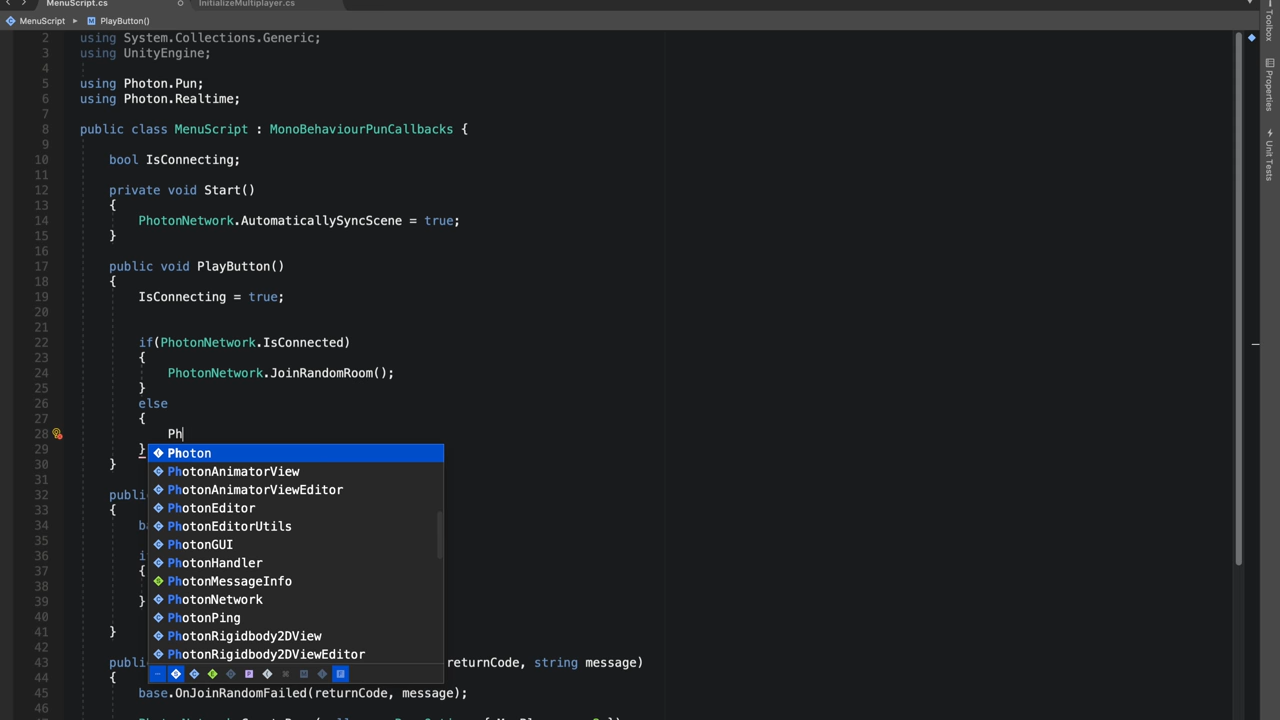 MenuScript.cs
InitializeMultiplayer.cs
MenuScript
PlayButton()
2 using System.Collections.Generic;
3 using UnityEngine;
4
5 using Photon.Pun;
6 using Photon.Realtime;
7
8 public class MenuScript : MonoBehaviourPunCallbacks {
9
10 bool IsConnecting;
11
12 private void Start()
13 {
14 PhotonNetwork.AutomaticallySyncScene = true;
15 }
16
17 public void PlayButton()
18 {
19 IsConnecting = true;
20
21
22 if(PhotonNetwork.IsConnected)
23 {
24 PhotonNetwork.JoinRandomRoom();
25 }
26 else
27 {
28 Ph
29 }
Photon
30 }
PhotonAnimatorView
31
PhotonAnimatorViewEditor
32 publi
33 {
PhotonEditor
34 ba
PhotonEditorUtils
35
PhotonGUI
36 i
PhotonHandler
37 {
PhotonMessageInfo
38
39 }
PhotonNetwork
40
PhotonPing
41 }
PhotonRigidbody2DView
42
PhotonRigidbody2DViewEditor
43 publi returnCode, string message)
44 {
45 base.OnJoinRandomFailed(returnCode, message);
46
Toolbox
Properties
Unit Tests